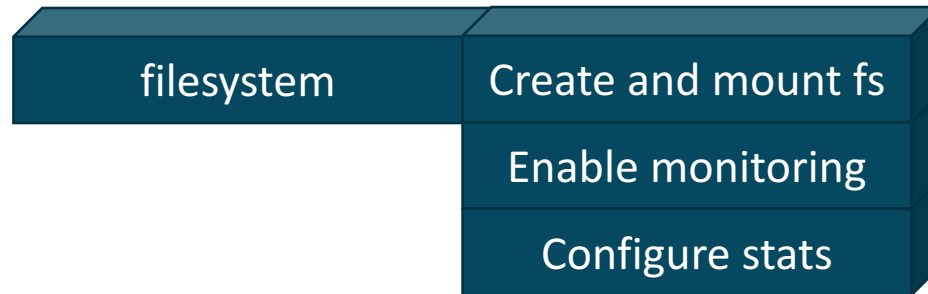 filesystem
Create and mount fs
Enable monitoring
Configure stats